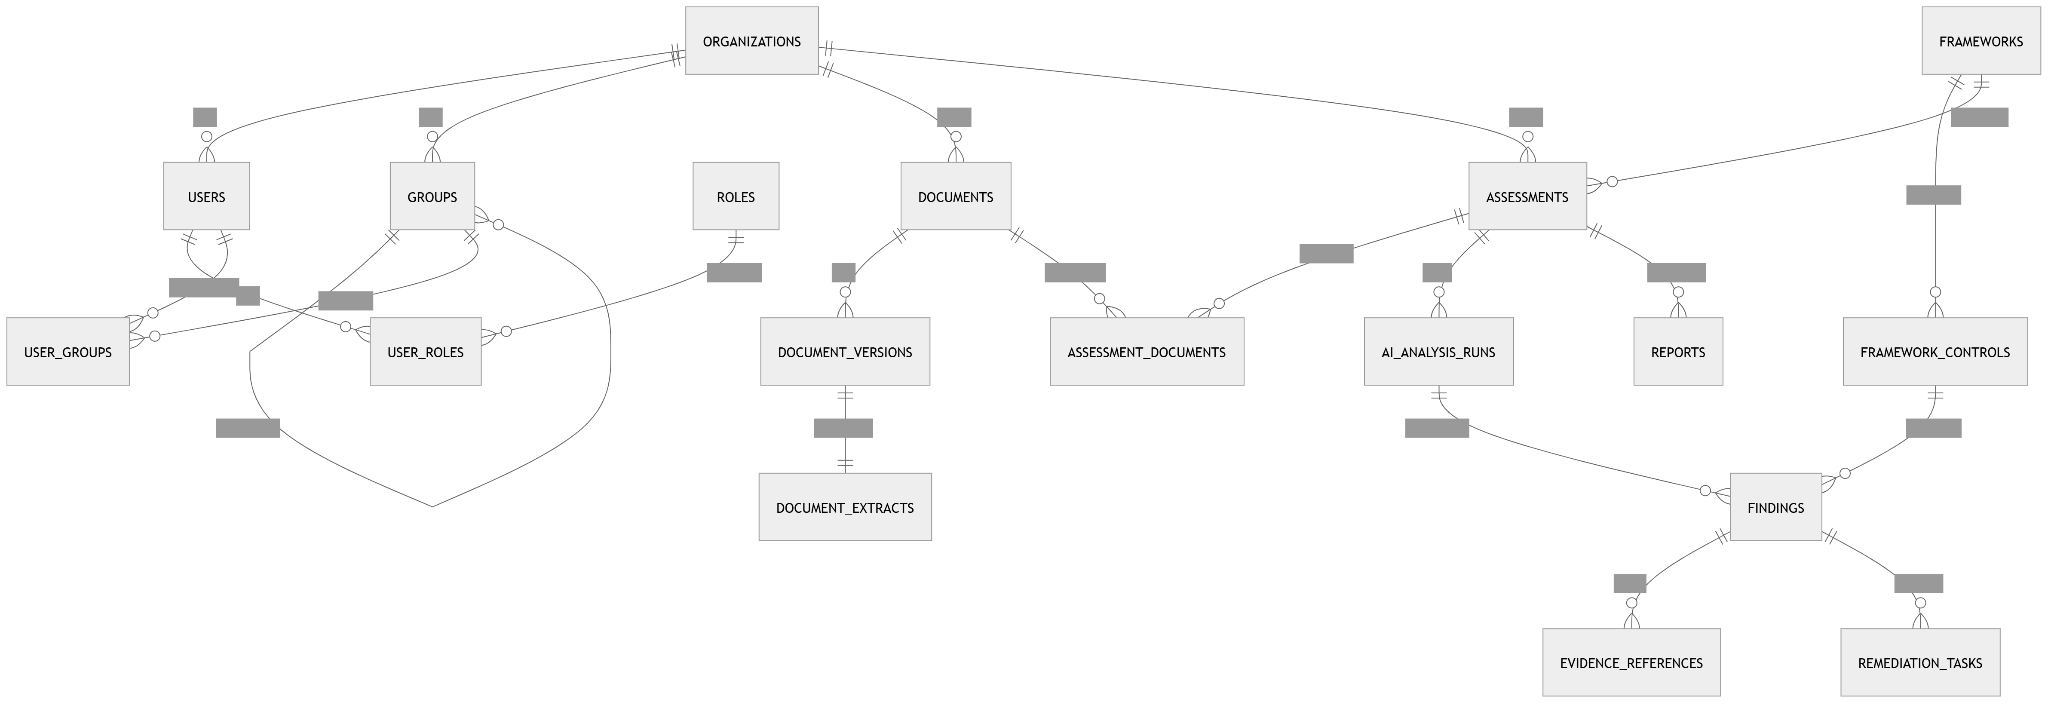 ORGANIZATIONS
FRAMEWORKS
USERS
GROUPS
ROLES
DOCUMENTS
ASSESSMENTS
USER_GROUPS
USER_ROLES
DOCUMENT_VERSIONS
ASSESSMENT_DOCUMENTS
AI_ANALYSIS_RUNS
REPORTS
FRAMEWORK_CONTROLS
DOCUMENT_EXTRACTS
FINDINGS
EVIDENCE_REFERENCES
REMEDIATION_TASKS